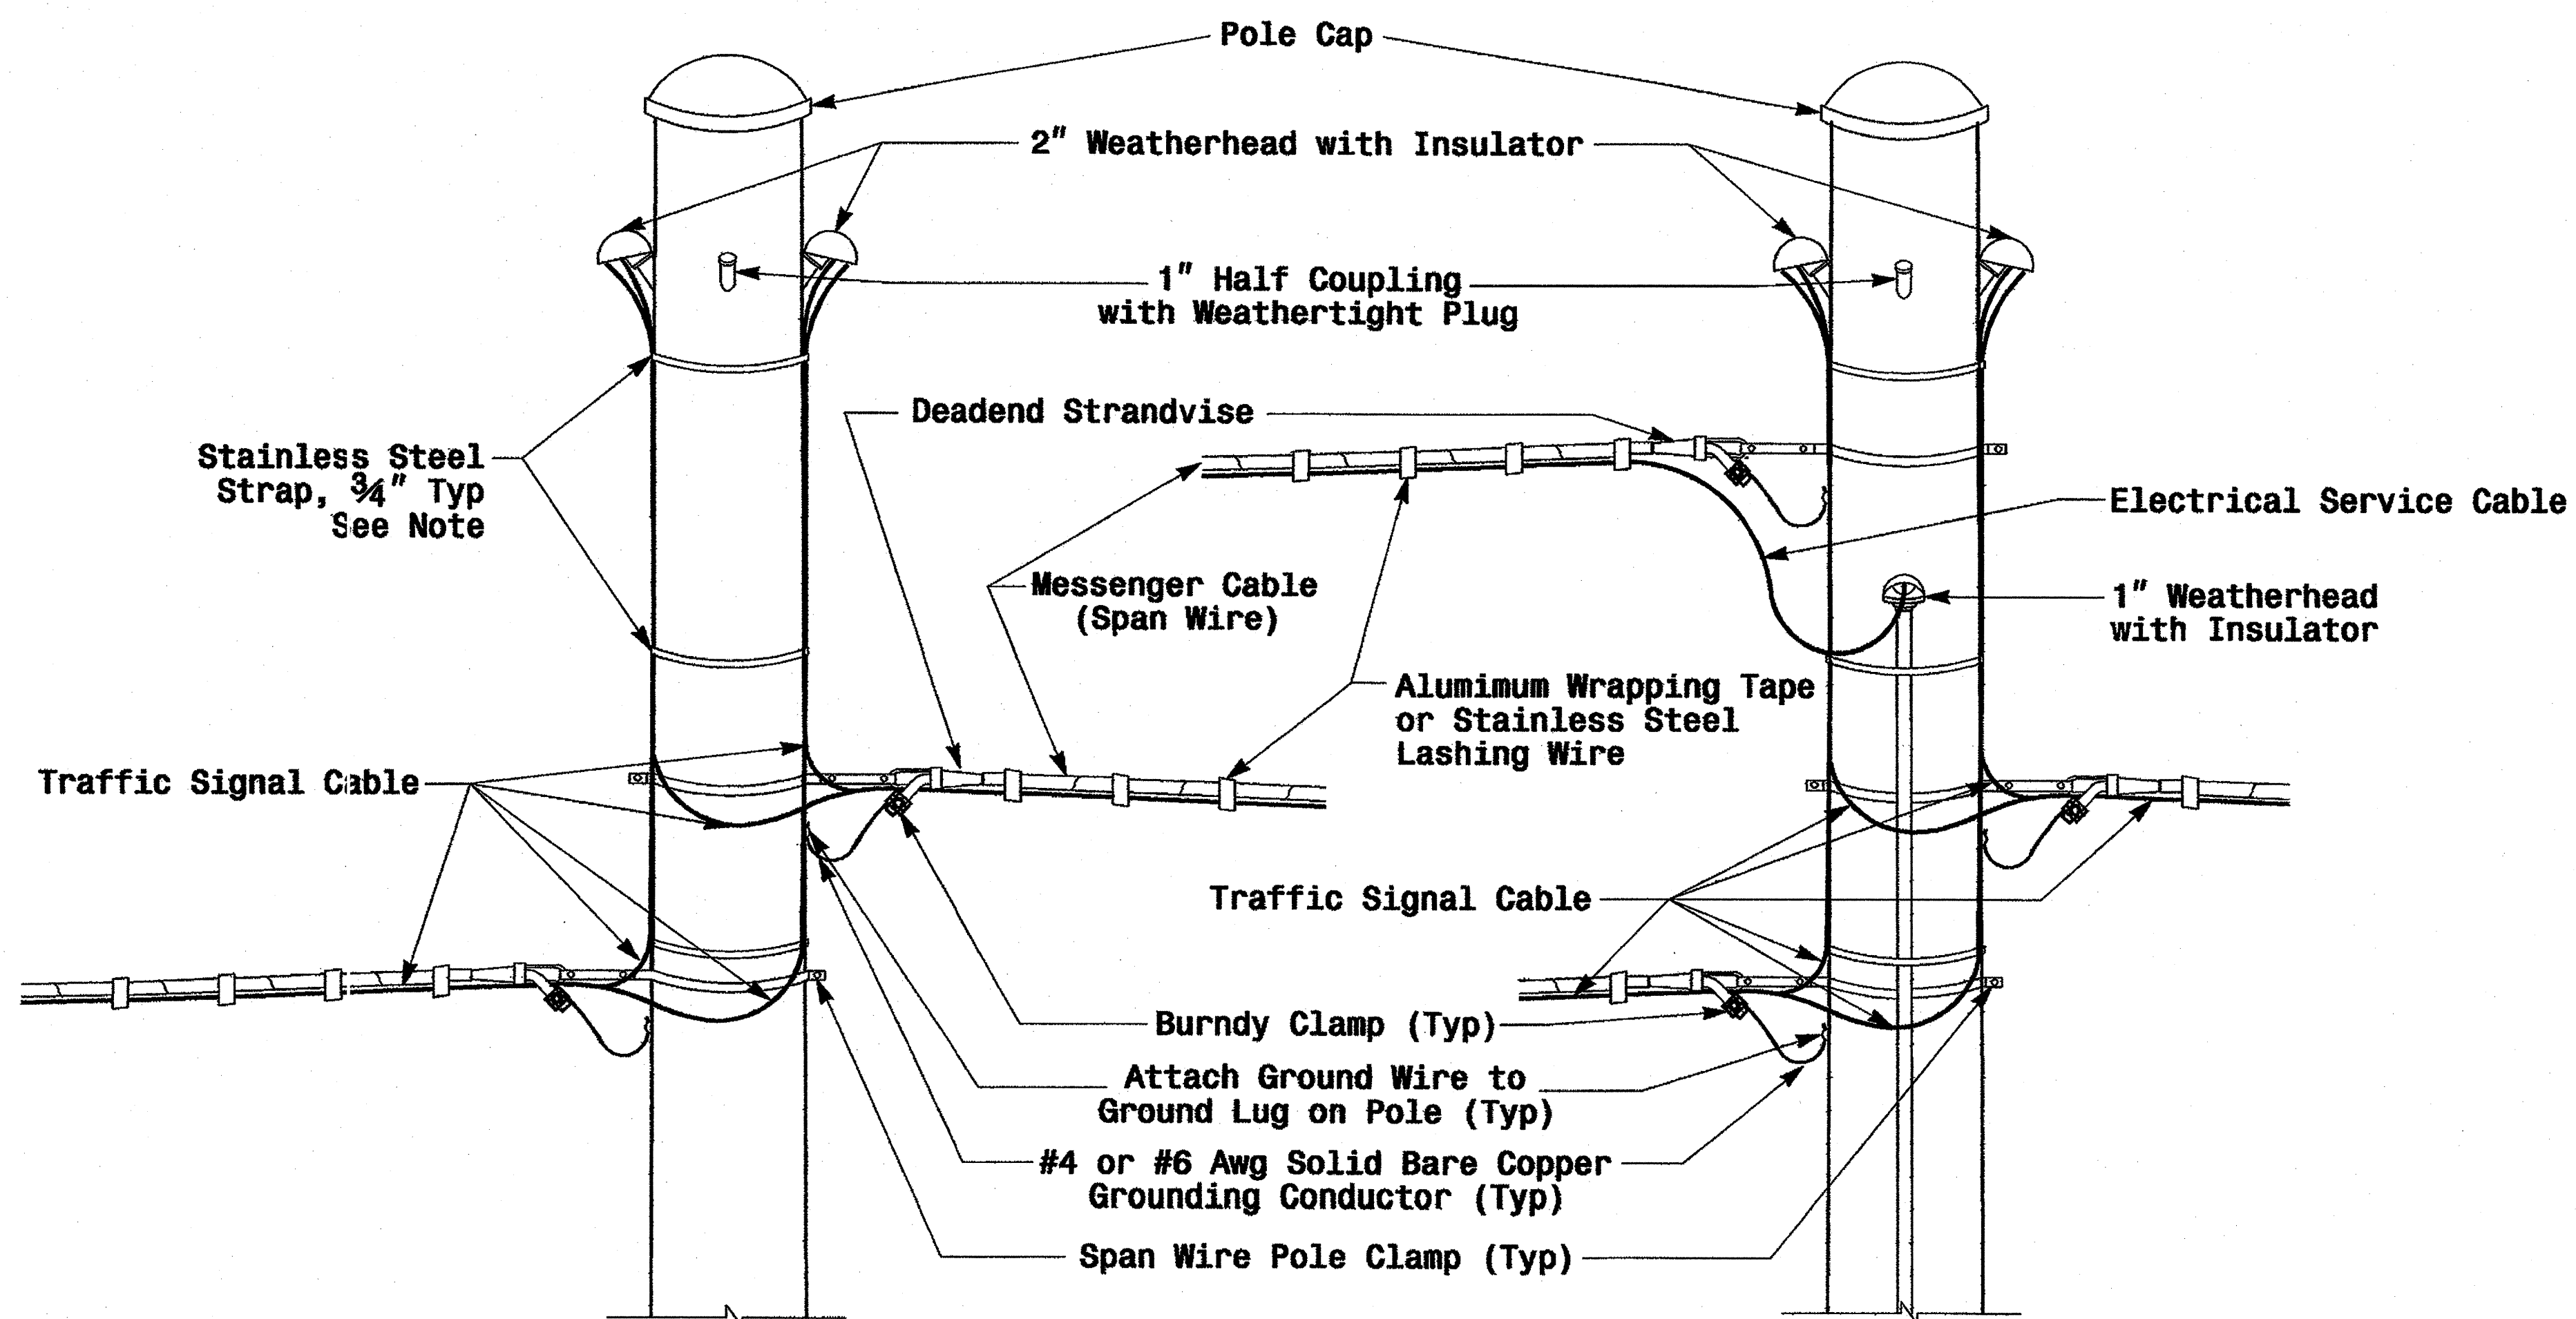 Pole Cap
2" Weatherhead with Insulator
1" Half Coupling
with Weathertight Plug
Deadend Strandvise
Stainless Steel
Strap, ¾" Typ
See Note
Electrical Service Cable
Messenger Cable
(Span Wire)
1" Weatherhead
with Insulator
Alumimum Wrapping Tape
or Stainless Steel
Lashing Wire
Traffic Signal Cable
Traffic Signal Cable
Burndy Clamp (Typ)
Attach Ground Wire to
Ground Lug on Pole (Typ)
#4 or #6 Awg Solid Bare Copper
Grounding Conductor (Typ)
Span Wire Pole Clamp (Typ)